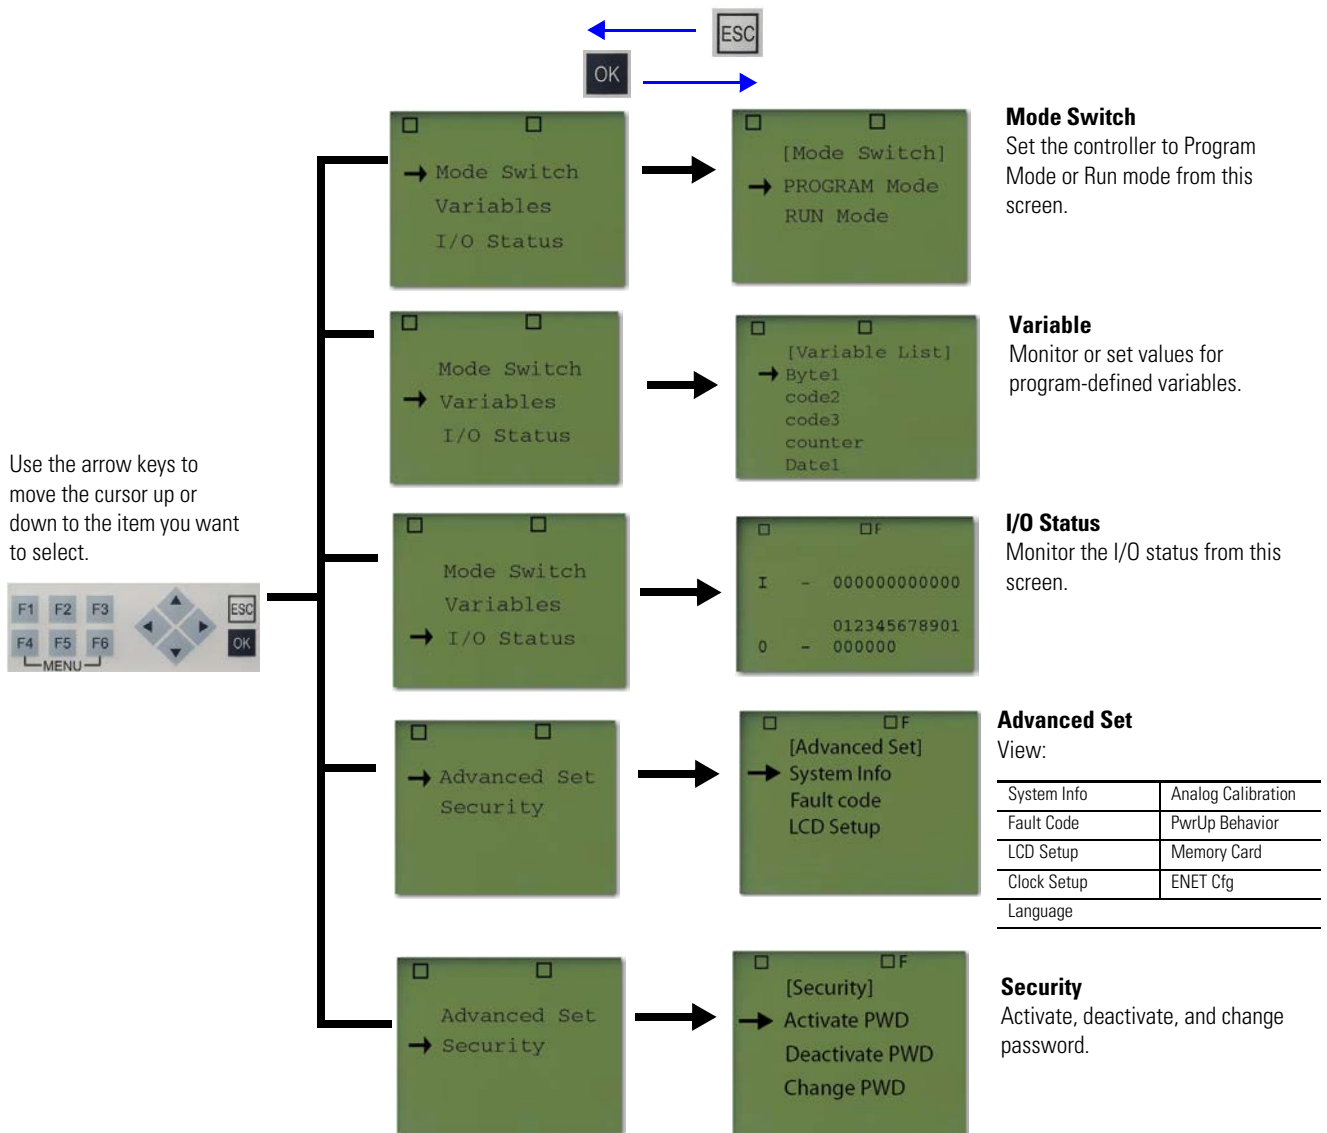 ESC
OK
Mode Switch
Variables
I/O Status
[Mode Switch]
PROGRAM Mode
RUN Mode
Mode Switch
Set the controller to Program
Mode or Run mode from this
screen.
Mode Switch
Variables
I/O Status
[Variable List]
Byte1
code2
code3
counter
Date1
Variable
Monitor or set values for
program-defined variables.
Use the arrow keys to
move the cursor up or
down to the item you want
to select.
F1 F2 F3 ESC
F4 F5 F6 OK
MENU
Mode Switch
Variables
I/O Status
F
I - 000000000000
012345678901
O - 000000
I/O Status
Monitor the I/O status from this
screen.
Advanced Set
Security
F
[Advanced Set]
System Info
Fault code
LCD Setup
Advanced Set
View:
System Info Analog Calibration
Fault Code PwrUp Behavior
LCD Setup Memory Card
Clock Setup ENET Cfg
Language
Advanced Set
Security
F
[Security]
Activate PWD
Deactivate PWD
Change PWD
Security
Activate, deactivate, and change
password.